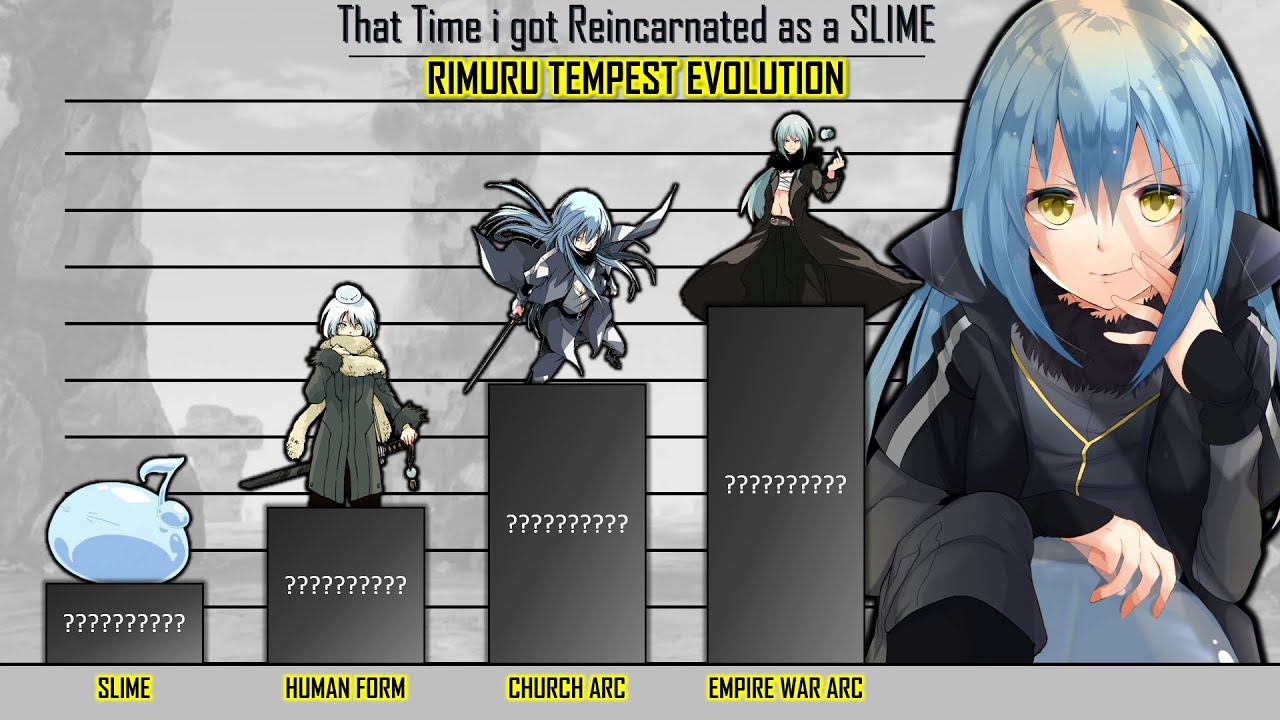 That Time i got Reincarnated as a SLIME
RIMURU TEMPEST EVOLUTION
??????????
??????????
??????????
??????????
SLIME
HUMAN FORM
CHURCH ARC
EMPIRE WAR ARC